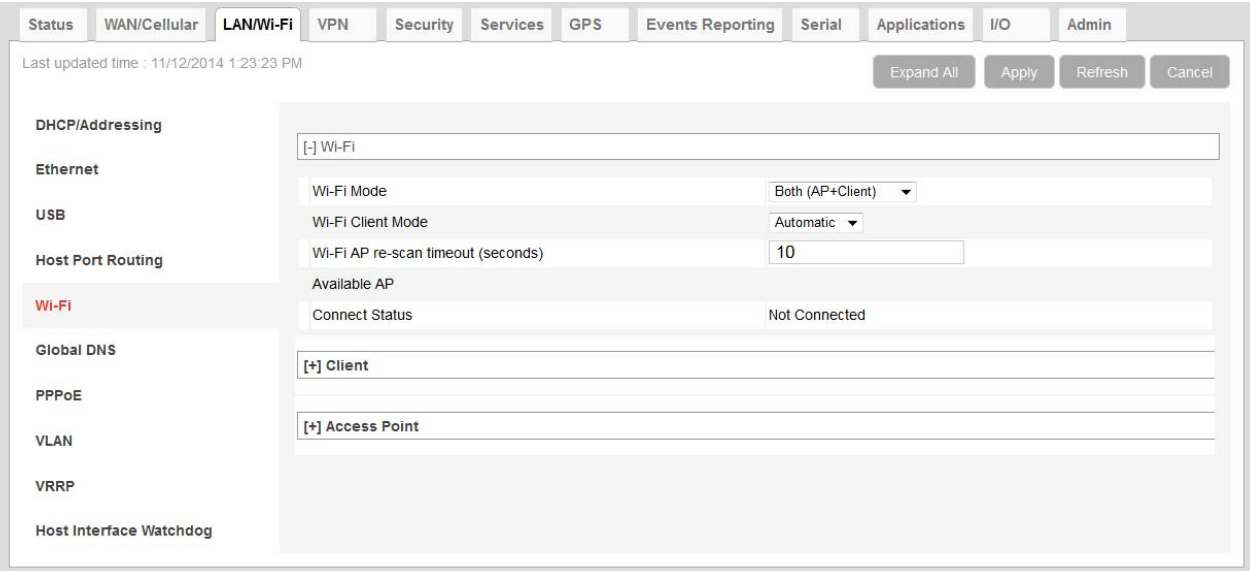 Status WAN/Cellular LAN/Wi-Fi VPN Security Services GPS Events Reporting Serial Applications I/O Admin
Last updated time : 11/12/2014 1:23:23 PM
Expand All Apply Refresh Cancel
DHCP/Addressing
Ethernet
USB
Host Port Routing
Wi-Fi
Global DNS
PPPoE
VLAN
VRRP
Host Interface Watchdog
[-] Wi-Fi
Wi-Fi Mode Both (AP+Client)
Wi-Fi Client Mode Automatic
Wi-Fi AP re-scan timeout (seconds) 10
Available AP
Connect Status Not Connected
[+] Client
[+] Access Point